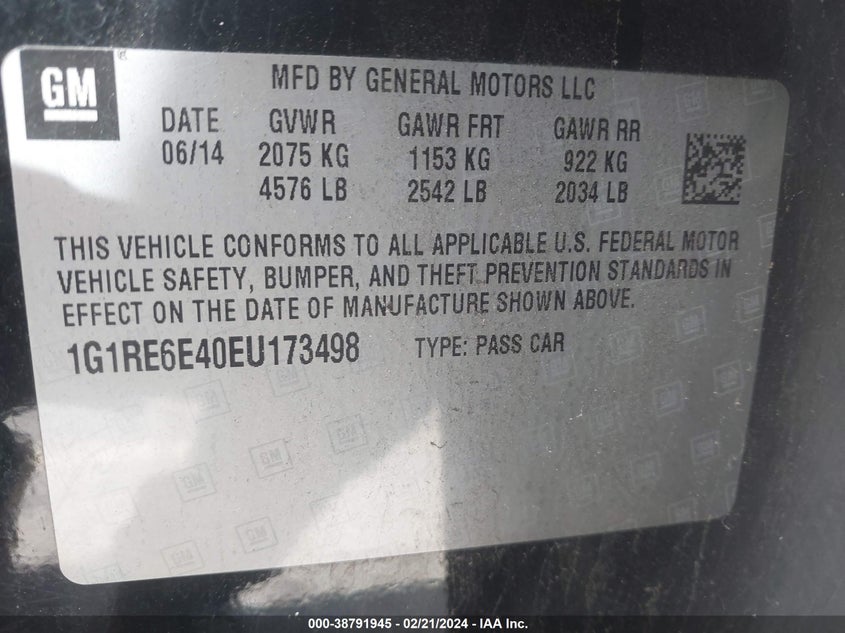 GM
MFD BY GENERAL MOTORS LLC
DATE GVWR GAWR FRT GAWR RR
06/14 2075 KG 1153 KG 922 KG
4576 LB 2542 LB 2034 LB
THIS VEHICLE CONFORMS TO ALL APPLICABLE U.S. FEDERAL MOTOR
VEHICLE SAFETY, BUMPER, AND THEFT PREVENTION STANDARDS IN
EFFECT ON THE DATE OF MANUFACTURE SHOWN ABOVE.
1G1RE6E40EU173498 TYPE: PASS CAR
000-38791945 - 02/21/2024 - IAA Inc.